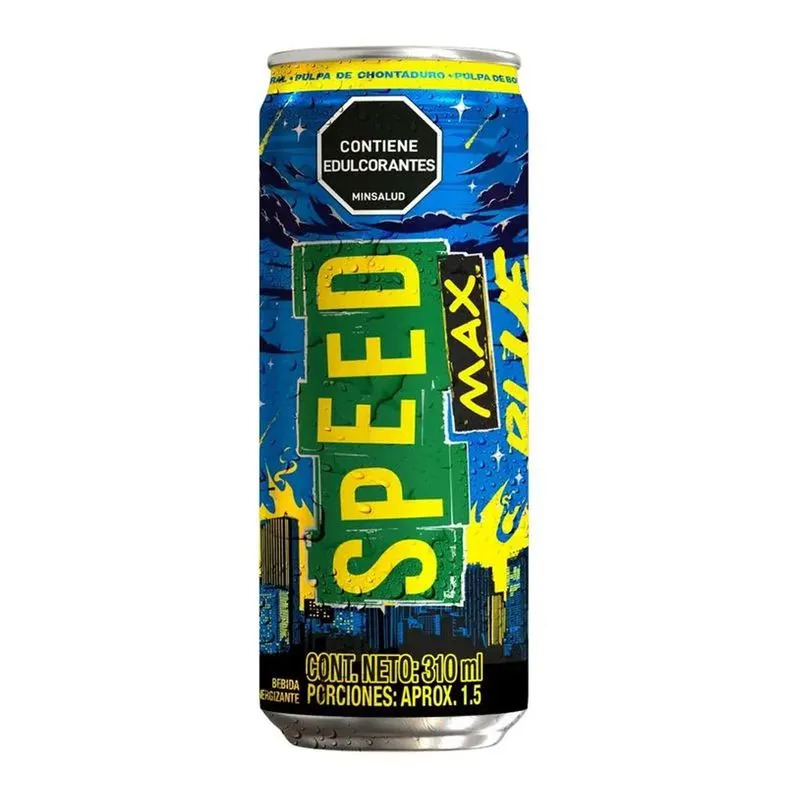 PULPA DE CHONTADURO • PULPA DE
CONTIENE
EDULCORANTES
MINSALUD
SPEED
MAX
BLUE
BEBIDA
CONT. NETO: 310 ml
PORCIONES: APROX. 1.5